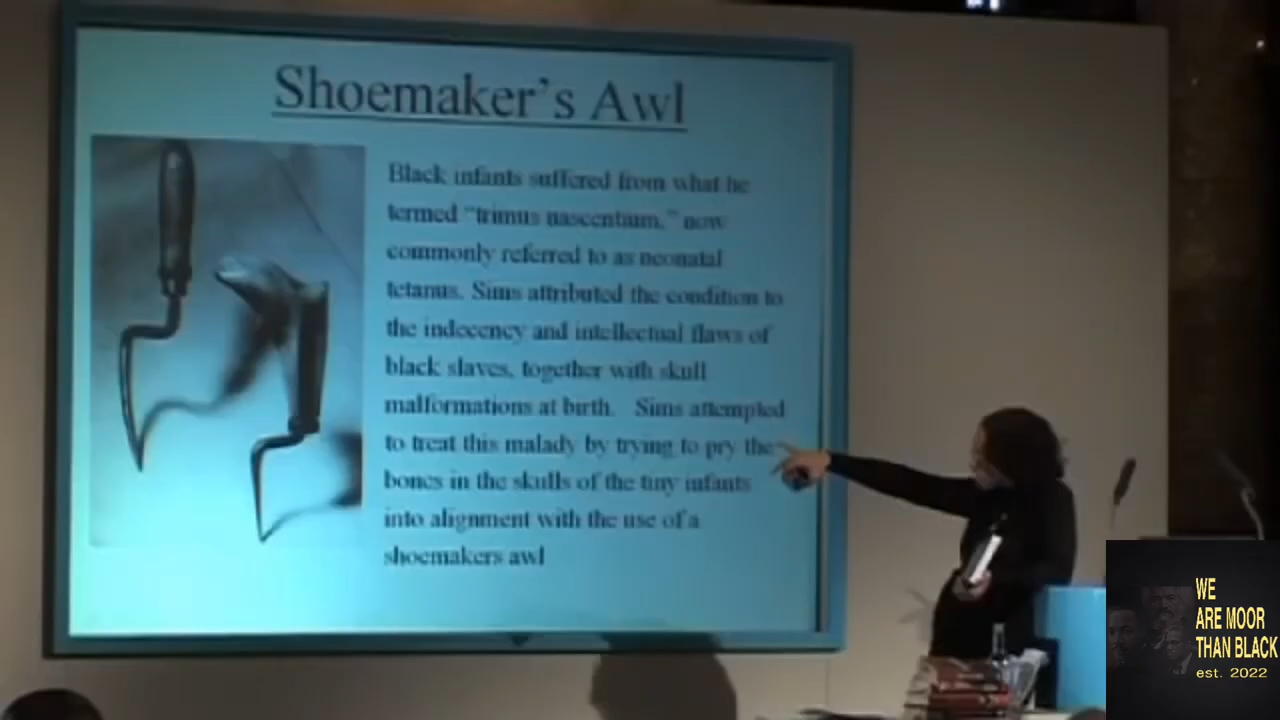 Shoemaker's Awl
Black infants suffered from what he
termed "trimus nascentium," now
commonly referred to as neonatal
tetanus. Sims attributed the condition to
the indecency and intellectual flaws of
black slaves, together with skull
malformations at birth. Sims attempted
to treat this malady by trying to pry the
bones in the skulls of the tiny infants
into alignment with the use of a
shoemakers awl
WE
ARE MOOR
THAN BLACK
est. 2022